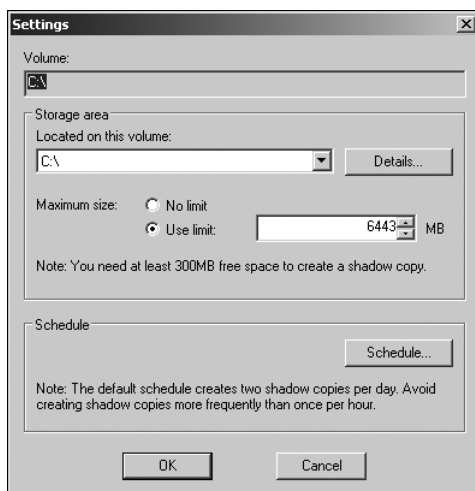 Settings
Volume:
C:\
Storage area
Located on this volume:
C:\
Details...
Maximum size:
No limit
Use limit:
6443
MB
Note: You need at least 300MB free space to create a shadow copy.
Schedule
Schedule...
Note: The default schedule creates two shadow copies per day. Avoid
creating shadow copies more frequently than once per hour.
OK
Cancel